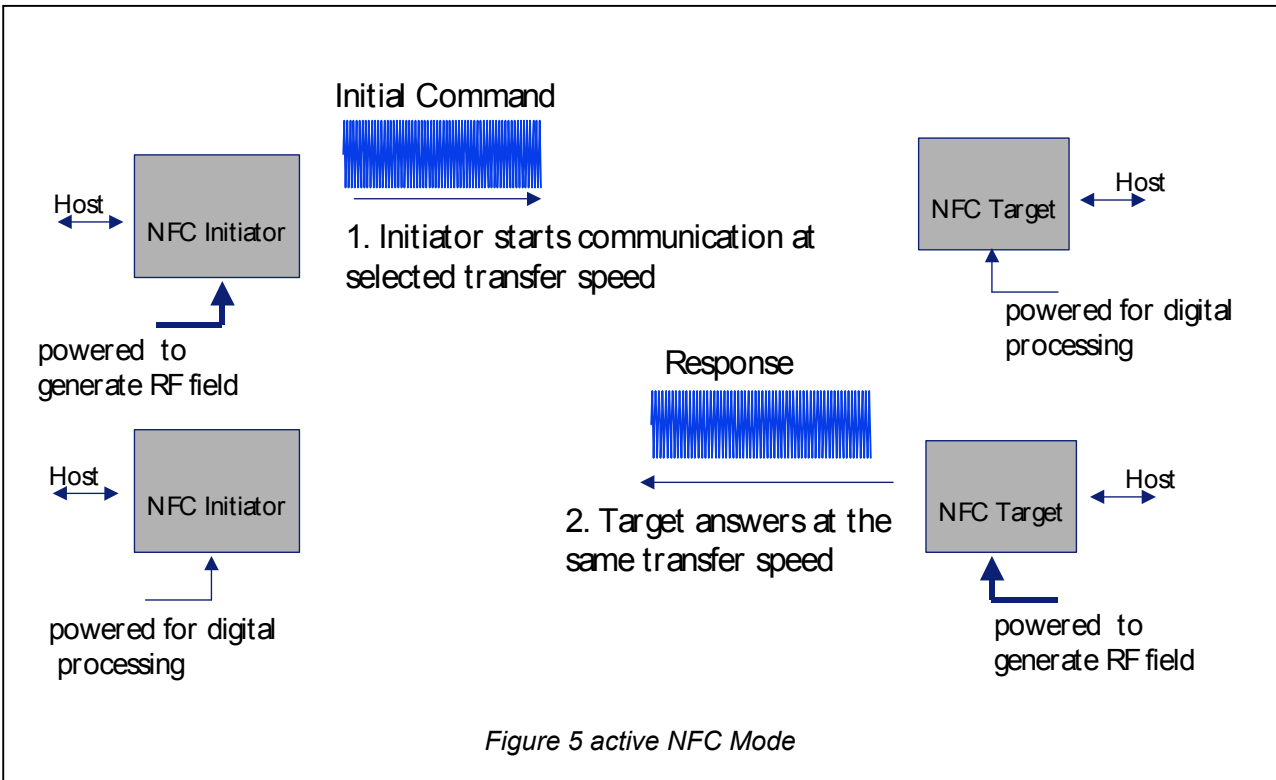 Initial Command
Host
NFC Initiator
1. Initiator starts communication at
selected transfer speed
powered to
generate RF field
NFC Target
Host
powered for digital
processing
Response
Host
NFC Initiator
powered for digital
processing
2. Target answers at the
same transfer speed
NFC Target
Host
powered to
generate RF field
Figure 5 active NFC Mode